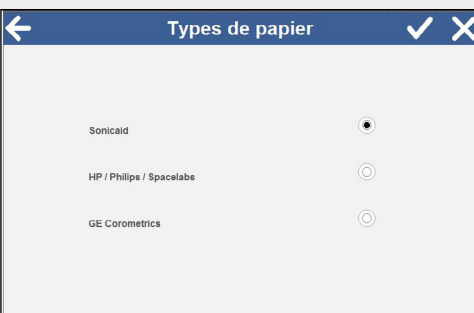 Types de papier
Sonicaid
HP / Philips / Spacelabs
GE Corometrics